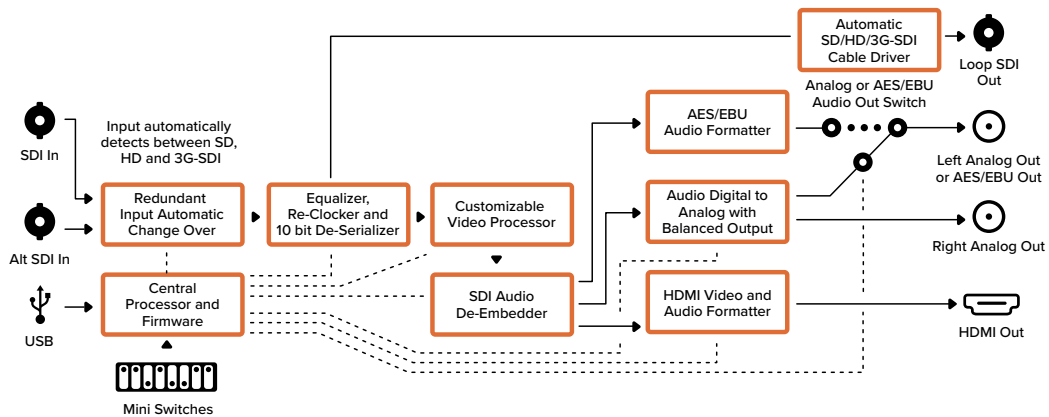 Automatic
SD/HD/3G-SDI
Cable Driver
Loop SDI
Out
Analog or AES/EBU
Audio Out Switch
AES/EBU
Audio Formatter
Input automatically
detects between SD,
HD and 3G-SDI
SDI In
Left Analog Out
or AES/EBU Out
Redundant
Input Automatic
Change Over
Equalizer,
Re-Clocker and
10 bit De-Serializer
Customizable
Video Processor
Audio Digital to
Analog with
Balanced Output
Alt SDI In
Right Analog Out
Central
Processor and
Firmware
SDI Audio
De-Embedder
HDMI Video and
Audio Formatter
USB
HDMI Out
Mini Switches